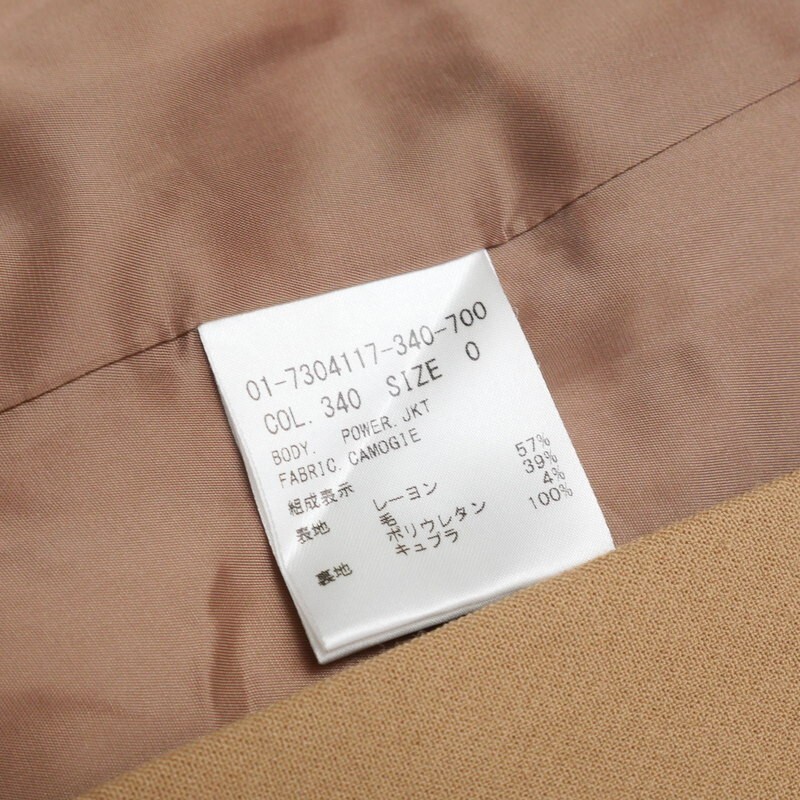 01-7304117-340-700
COL. 340 SIZE 0
BODY. POWER.JKT
FABRIC.CAMOGIE
組成表示
表地 レーヨン 57%
毛 39%
ポリウレタン 4%
裏地 キュプラ 100%